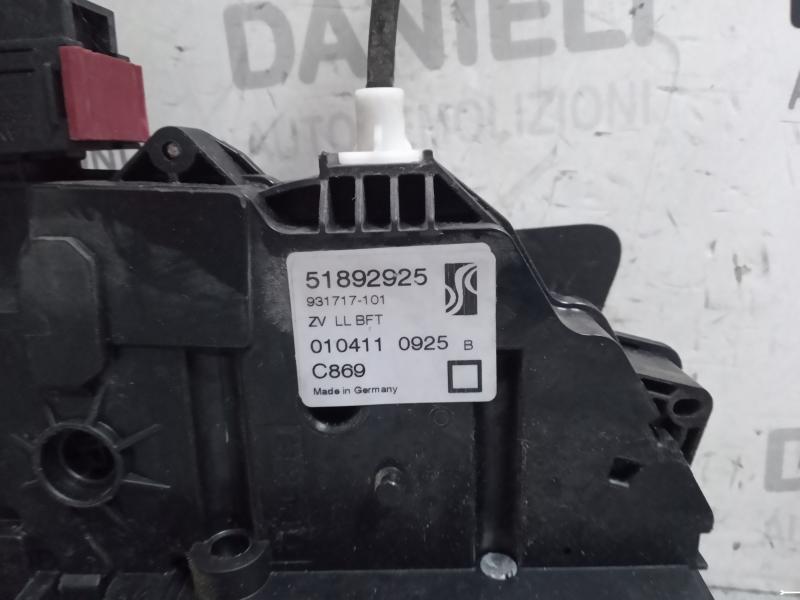 DANIELI
AUTODEMOLIZIONI
51892925
931717-101
ZV LL BFT
010411 0925 B
C869
Made in Germany